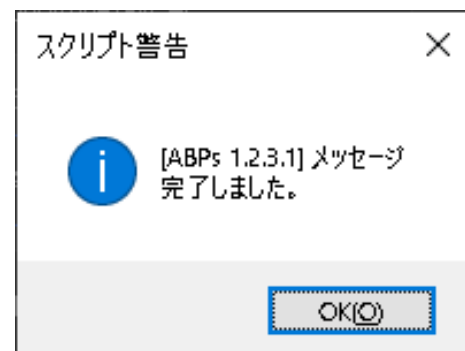 スクリプト警告
[ABPs 1.2.3.1] メッセージ
完了しました。
OK(O)